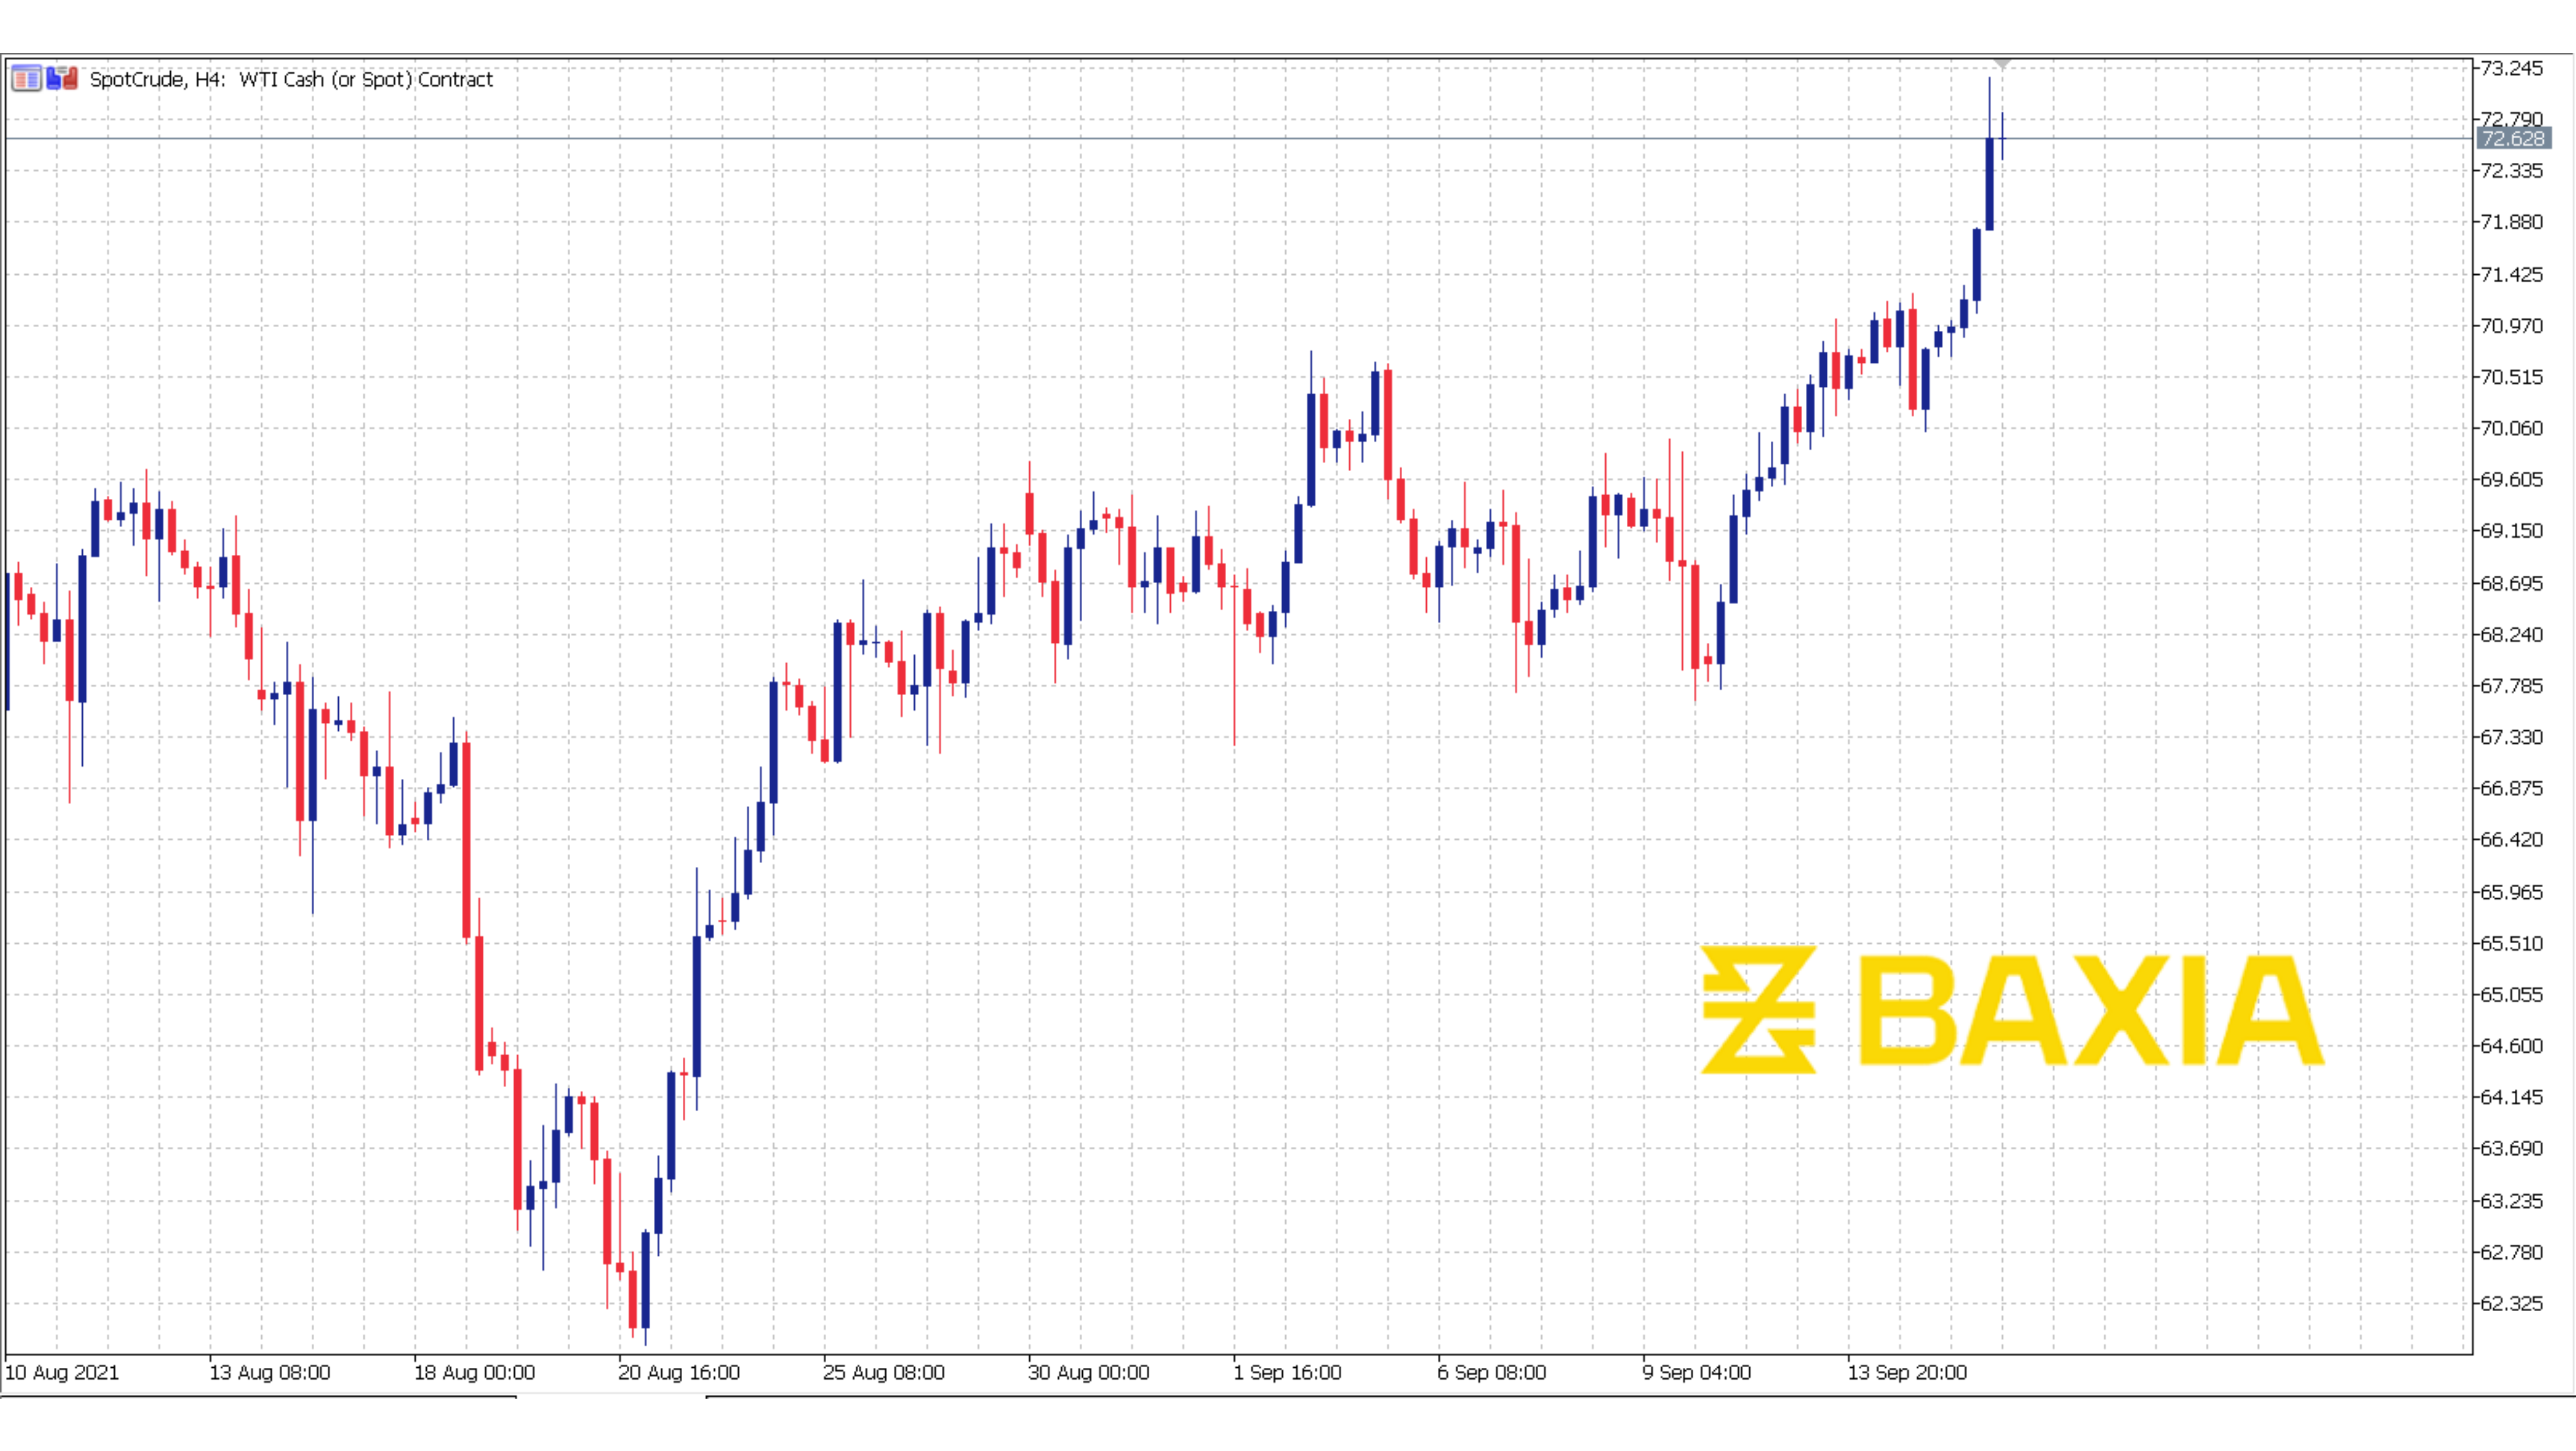 SpotCrude, H4: WTI Cash (or Spot) Contract
73.245
72.790
72.628
72.335
71.880
71.425
70.970
70.515
70.060
69.605
69.150
68.695
68.240
67.785
67.330
66.875
66.420
65.965
65.510
65.055
64.600
64.145
63.690
63.235
62.780
62.325
BAXIA
10 Aug 2021
13 Aug 08:00
18 Aug 00:00
20 Aug 16:00
25 Aug 08:00
30 Aug 00:00
1 Sep 16:00
6 Sep 08:00
9 Sep 04:00
13 Sep 20:00